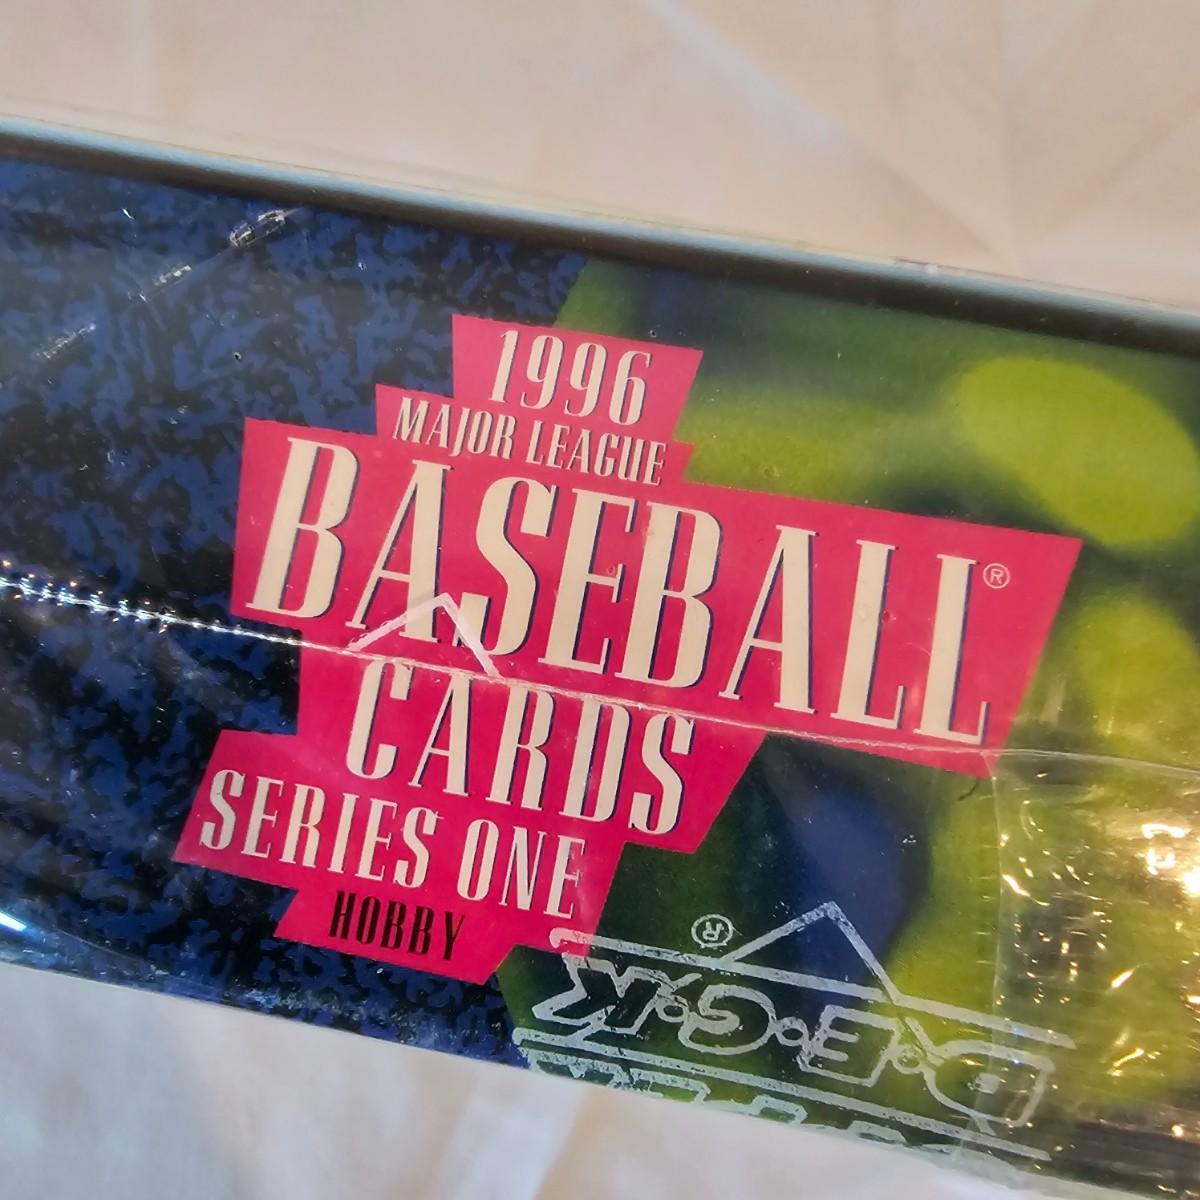 1996
MAJOR LEAGUE
BASEBALL®
CARDS
SERIES ONE
HOBBY
®